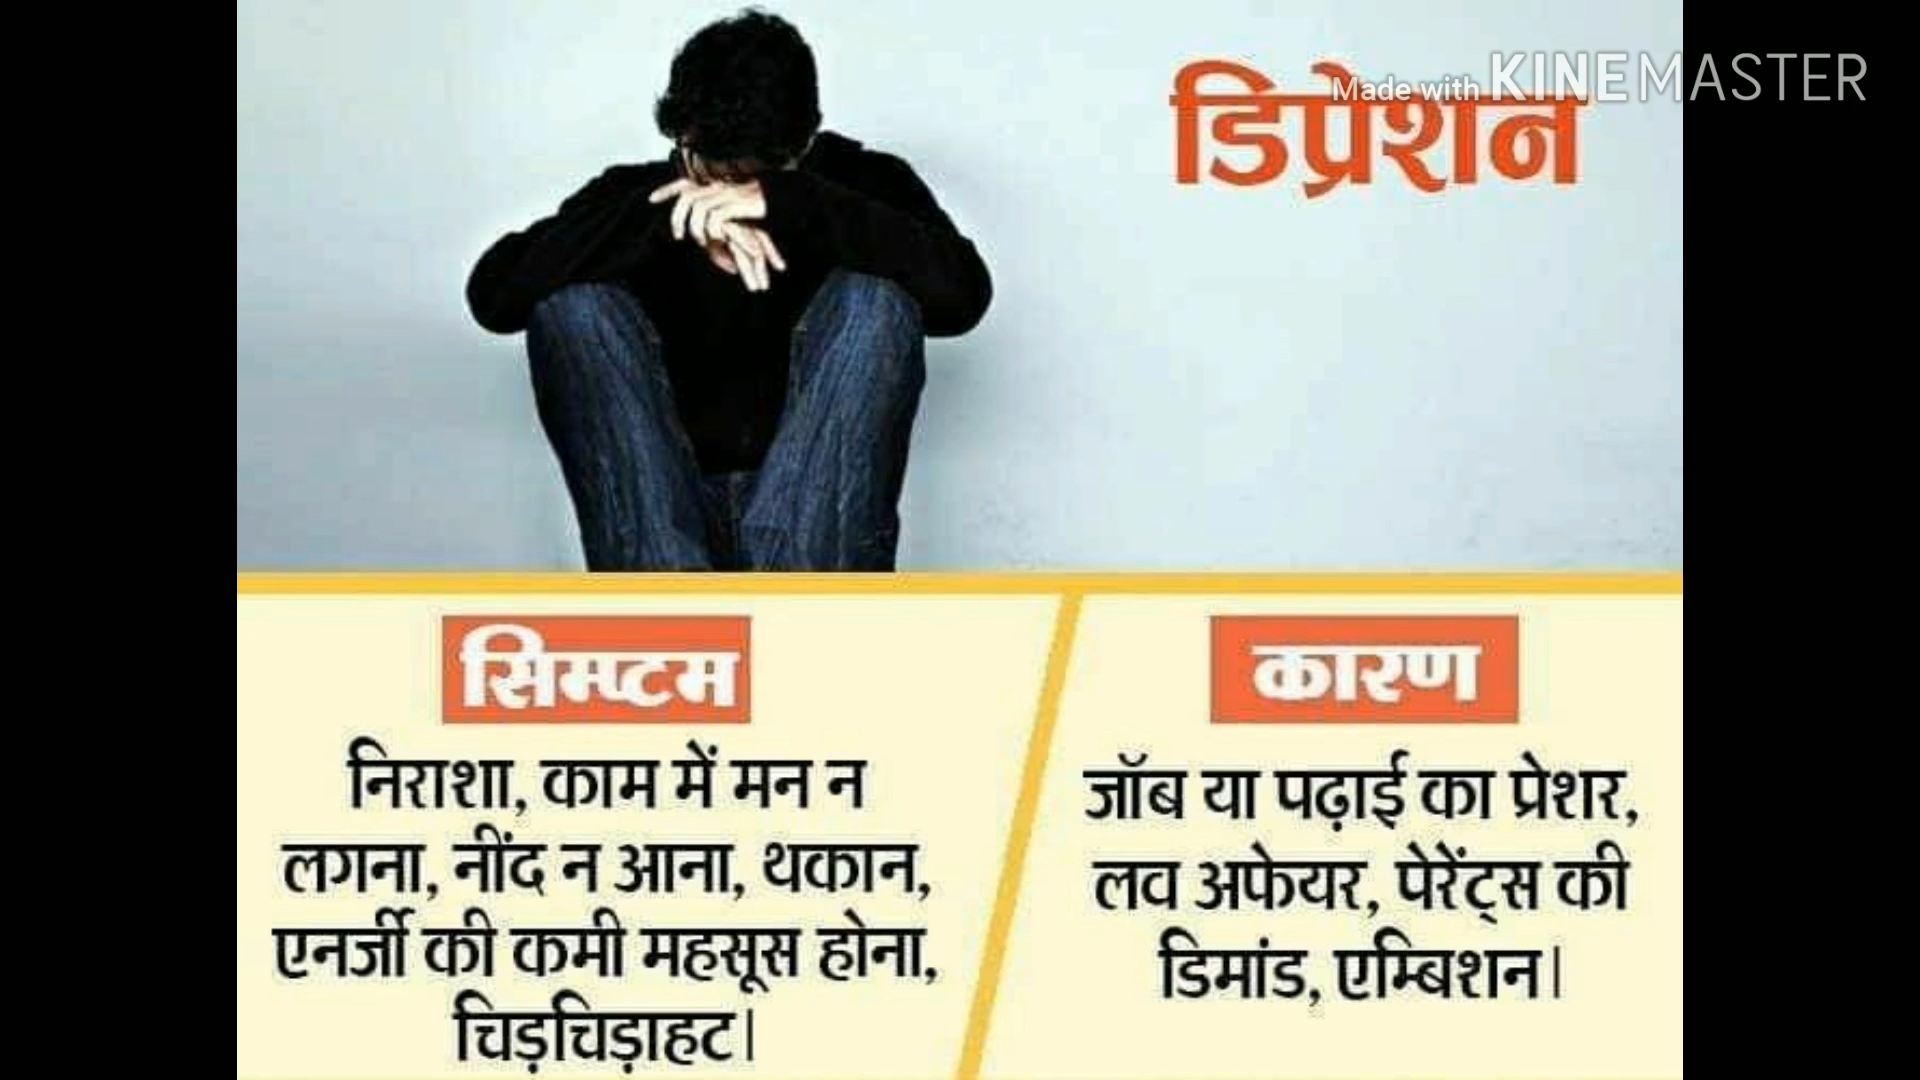 Made with KINEMASTER
डिप्रेशन
सिम्प्टम
निराशा, काम में मन न
लगना, नींद न आना, थकान,
एनर्जी की कमी महसूस होना,
चिड़चिड़ाहट।
कारण
जॉब या पढ़ाई का प्रेशर,
लव अफेयर, पेरेंट्स की
डिमांड, एम्बिशन।